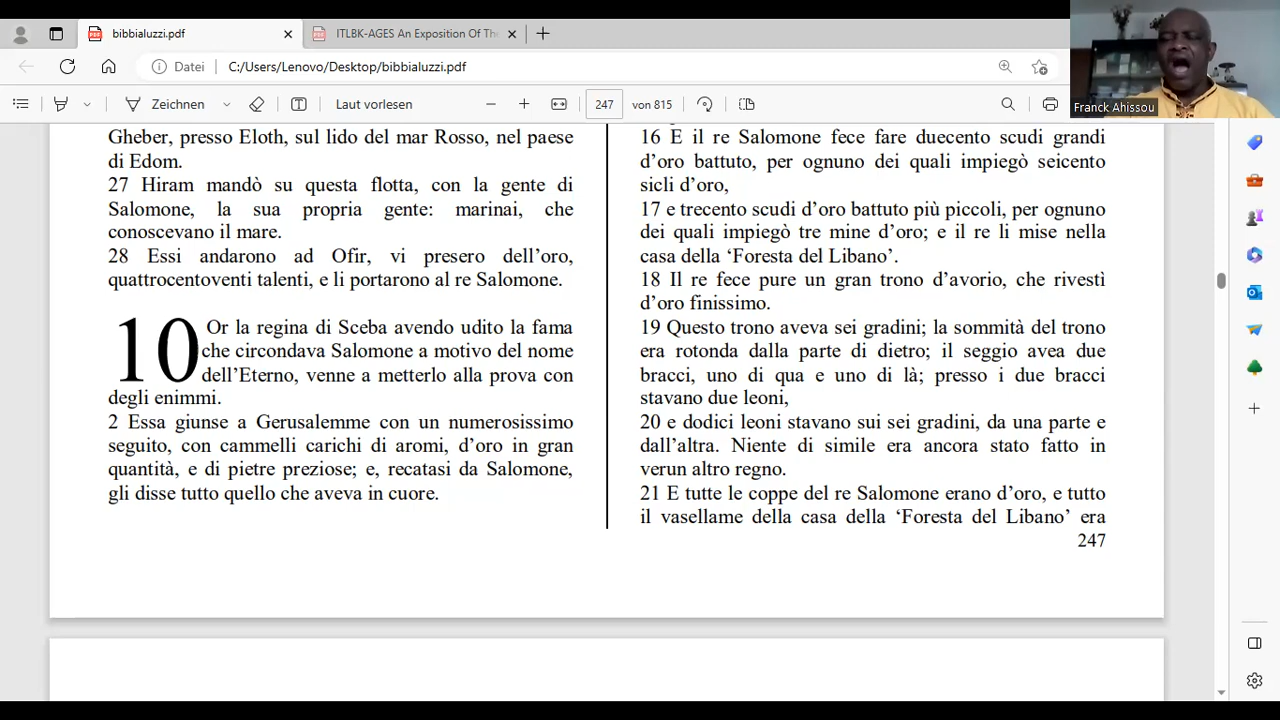 bibbialuzzi.pdf
ITLBK-AGES An Exposition Of The
Datei
C:/Users/Lenovo/Desktop/bibbialuzzi.pdf
Zeichnen
Laut vorlesen
247
von 815
Franck Ahissou
Gheber, presso Eloth, sul lido del mar Rosso, nel paese
di Edom.
27 Hiram mandò su questa flotta, con la gente di
Salomone, la sua propria gente: marinai, che
conoscevano il mare.
28 Essi andarono ad Ofir, vi presero dell’oro,
quattrocentoventi talenti, e li portarono al re Salomone.
10 Or la regina di Sceba avendo udito la fama
che circondava Salomone a motivo del nome
dell’Eterno, venne a metterlo alla prova con
degli enimmi.
2 Essa giunse a Gerusalemme con un numerosissimo
seguito, con cammelli carichi di aromi, d’oro in gran
quantità, e di pietre preziose; e, recatasi da Salomone,
gli disse tutto quello che aveva in cuore.
16 E il re Salomone fece fare duecento scudi grandi
d’oro battuto, per ognuno dei quali impiegò seicento
sicli d’oro,
17 e trecento scudi d’oro battuto più piccoli, per ognuno
dei quali impiegò tre mine d’oro; e il re li mise nella
casa della ‘Foresta del Libano’.
18 Il re fece pure un gran trono d’avorio, che rivestì
d’oro finissimo.
19 Questo trono aveva sei gradini; la sommità del trono
era rotonda dalla parte di dietro; il seggio avea due
bracci, uno di qua e uno di là; presso i due bracci
stavano due leoni,
20 e dodici leoni stavano sui sei gradini, da una parte e
dall’altra. Niente di simile era ancora stato fatto in
verun altro regno.
21 E tutte le coppe del re Salomone erano d’oro, e tutto
il vasellame della casa della ‘Foresta del Libano’ era
247